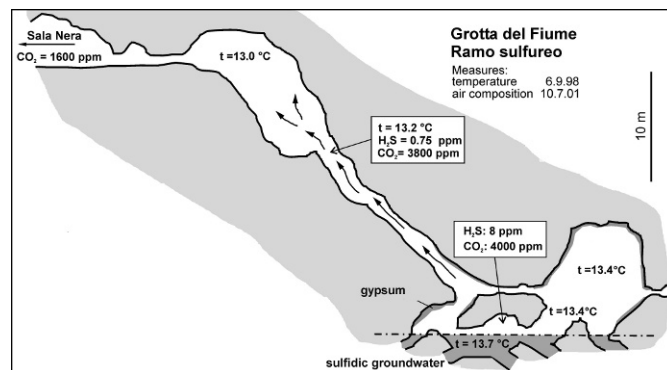 Grotta del Fiume
Ramo sulfureo
Measures:
temperature 6.9.98
air composition 10.7.01
Sala Nera
CO₂ = 1600 ppm
t =13.0 °C
10 m
t = 13.2 °C
H₂S = 0.75 ppm
CO₂= 3800 ppm
H₂S: 8 ppm
CO₂: 4000 ppm
t =13.4°C
gypsum
t =13.4°C
t = 13.7 °C
sulfidic groundwater